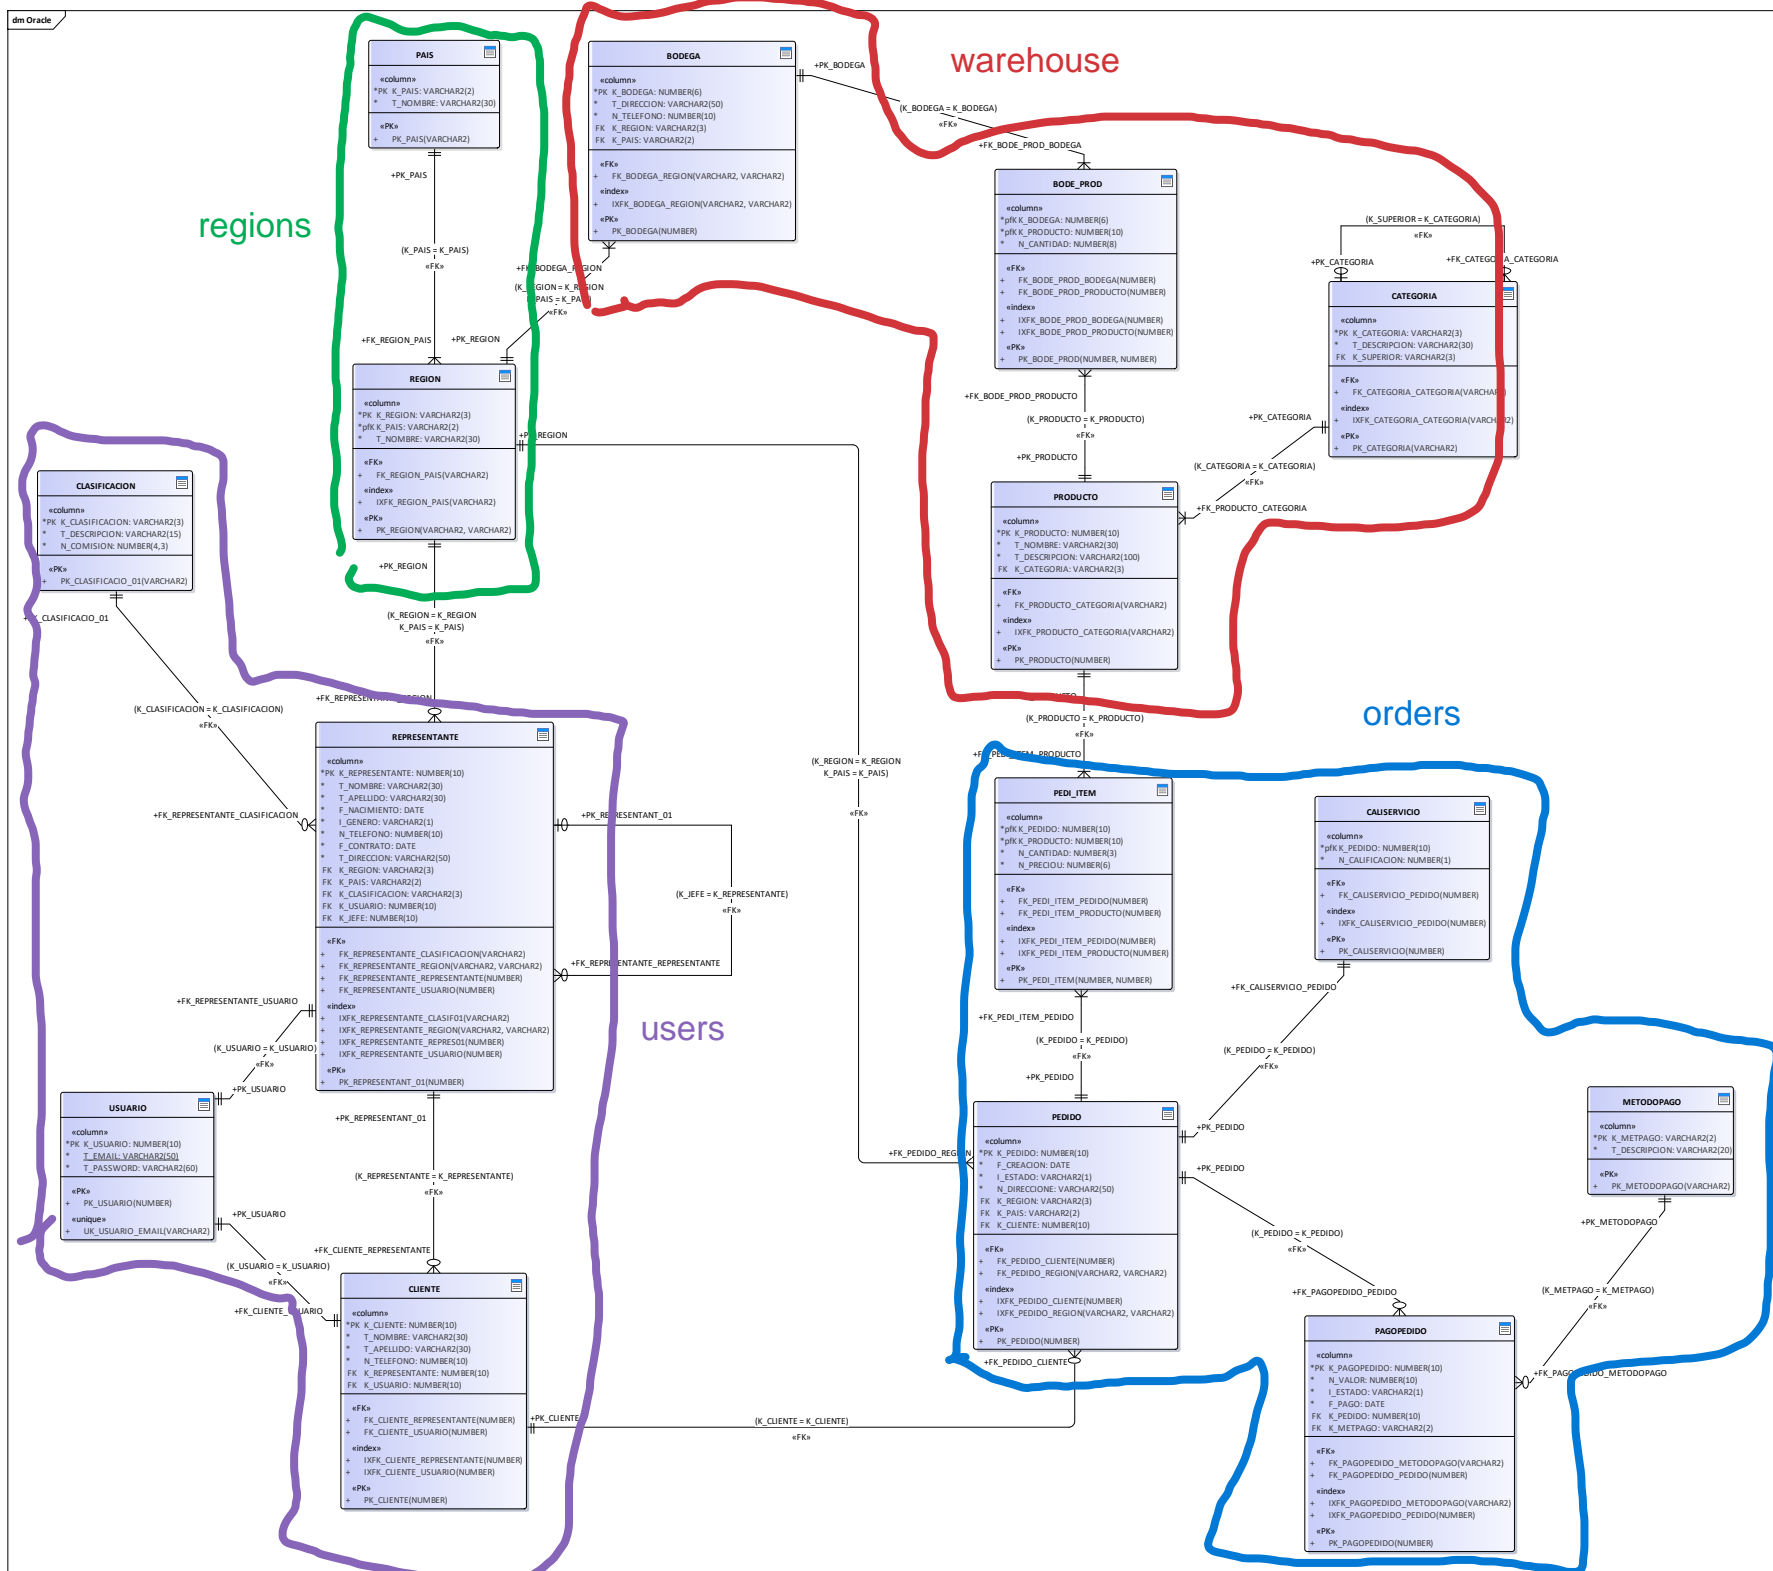 dm Oracle
regions
warehouse
users
orders
PAIS
«column»
*PK K_PAIS: VARCHAR2(2)
* T_NOMBRE: VARCHAR2(30)
«PK»
+ PK_PAIS(VARCHAR2)
+PK_PAIS
(K_PAIS = K_PAIS)
«FK»
+FK_REGION_PAIS
BODEGA
«column»
*PK K_BODEGA: NUMBER(6)
* T_DIRECCION: VARCHAR2(50)
* N_TELEFONO: NUMBER(10)
FK K_REGION: VARCHAR2(3)
FK K_PAIS: VARCHAR2(2)
«FK»
+ FK_BODEGA_REGION(VARCHAR2, VARCHAR2)
«index»
+ IXFK_BODEGA_REGION(VARCHAR2, VARCHAR2)
«PK»
+ PK_BODEGA(NUMBER)
+PK_BODEGA
(K_BODEGA = K_BODEGA)
«FK»
+FK_BODE_PROD_BODEGA
+FK_BODEGA_REGION
(K_REGION = K_REGION
K_PAIS = K_PAIS)
«FK»
+PK_REGION
BODE_PROD
«column»
*pfK K_BODEGA: NUMBER(6)
*pfK K_PRODUCTO: NUMBER(10)
* N_CANTIDAD: NUMBER(8)
«FK»
+ FK_BODE_PROD_BODEGA(NUMBER)
+ FK_BODE_PROD_PRODUCTO(NUMBER)
«index»
+ IXFK_BODE_PROD_BODEGA(NUMBER)
+ IXFK_BODE_PROD_PRODUCTO(NUMBER)
«PK»
+ PK_BODE_PROD(NUMBER, NUMBER)
+FK_BODE_PROD_PRODUCTO
(K_PRODUCTO = K_PRODUCTO)
«FK»
+PK_PRODUCTO
(K_SUPERIOR = K_CATEGORIA)
«FK»
+PK_CATEGORIA
+FK_CATEGORIA_CATEGORIA
CATEGORIA
«column»
*PK K_CATEGORIA: VARCHAR2(3)
* T_DESCRIPCION: VARCHAR2(30)
FK K_SUPERIOR: VARCHAR2(3)
«FK»
+ FK_CATEGORIA_CATEGORIA(VARCHAR2)
«index»
+ IXFK_CATEGORIA_CATEGORIA(VARCHAR2)
«PK»
+ PK_CATEGORIA(VARCHAR2)
+PK_CATEGORIA
(K_CATEGORIA = K_CATEGORIA)
«FK»
+FK_PRODUCTO_CATEGORIA
REGION
«column»
*PK K_REGION: VARCHAR2(3)
*pfK K_PAIS: VARCHAR2(2)
* T_NOMBRE: VARCHAR2(30)
«FK»
+ FK_REGION_PAIS(VARCHAR2)
«index»
+ IXFK_REGION_PAIS(VARCHAR2)
«PK»
+ PK_REGION(VARCHAR2, VARCHAR2)
+PK_REGION
+PK_REGION
(K_REGION = K_REGION
K_PAIS = K_PAIS)
«FK»
+FK_REPRESENTANTE_REGION
CLASIFICACION
«column»
*PK K_CLASIFICACION: VARCHAR2(3)
* T_DESCRIPCION: VARCHAR2(15)
* N_COMISION: NUMBER(4,3)
«PK»
+ PK_CLASIFICACIO_01(VARCHAR2)
+PK_CLASIFICACIO_01
(K_CLASIFICACION = K_CLASIFICACION)
«FK»
+FK_REPRESENTANTE_CLASIFICACION
PRODUCTO
«column»
*PK K_PRODUCTO: NUMBER(10)
* T_NOMBRE: VARCHAR2(30)
* T_DESCRIPCION: VARCHAR2(100)
FK K_CATEGORIA: VARCHAR2(3)
«FK»
+ FK_PRODUCTO_CATEGORIA(VARCHAR2)
«index»
+ IXFK_PRODUCTO_CATEGORIA(VARCHAR2)
«PK»
+ PK_PRODUCTO(NUMBER)
(K_PRODUCTO = K_PRODUCTO)
«FK»
+FK_PEDI_ITEM_PRODUCTO
REPRESENTANTE
«column»
*PK K_REPRESENTANTE: NUMBER(10)
* T_NOMBRE: VARCHAR2(30)
* T_APELLIDO: VARCHAR2(30)
* F_NACIMIENTO: DATE
* I_GENERO: VARCHAR2(1)
* N_TELEFONO: NUMBER(10)
* F_CONTRATO: DATE
* T_DIRECCION: VARCHAR2(50)
FK K_REGION: VARCHAR2(3)
FK K_PAIS: VARCHAR2(2)
FK K_CLASIFICACION: VARCHAR2(3)
FK K_USUARIO: NUMBER(10)
FK K_JEFE: NUMBER(10)
«FK»
+ FK_REPRESENTANTE_CLASIFICACION(VARCHAR2)
+ FK_REPRESENTANTE_REGION(VARCHAR2, VARCHAR2)
+ FK_REPRESENTANTE_REPRESENTANTE(NUMBER)
+ FK_REPRESENTANTE_USUARIO(NUMBER)
«index»
+ IXFK_REPRESENTANTE_CLASIF01(VARCHAR2)
+ IXFK_REPRESENTANTE_REGION(VARCHAR2, VARCHAR2)
+ IXFK_REPRESENTANTE_REPRES01(NUMBER)
+ IXFK_REPRESENTANTE_USUARIO(NUMBER)
«PK»
+ PK_REPRESENTANT_01(NUMBER)
+PK_REPRESENTANT_01
(K_JEFE = K_REPRESENTANTE)
«FK»
+FK_REPRESENTANTE_REPRESENTANTE
(K_REGION = K_REGION
K_PAIS = K_PAIS)
«FK»
+FK_PEDIDO_REGION
+FK_REPRESENTANTE_USUARIO
(K_USUARIO = K_USUARIO)
«FK»
+PK_USUARIO
USUARIO
«column»
*PK K_USUARIO: NUMBER(10)
* T_EMAIL: VARCHAR2(50)
* T_PASSWORD: VARCHAR2(60)
«PK»
+ PK_USUARIO(NUMBER)
«unique»
+ UK_USUARIO_EMAIL(VARCHAR2)
+PK_USUARIO
(K_USUARIO = K_USUARIO)
«FK»
+FK_CLIENTE_USUARIO
+PK_REPRESENTANT_01
(K_REPRESENTANTE = K_REPRESENTANTE)
«FK»
+FK_CLIENTE_REPRESENTANTE
CLIENTE
«column»
*PK K_CLIENTE: NUMBER(10)
* T_NOMBRE: VARCHAR2(30)
* T_APELLIDO: VARCHAR2(30)
* N_TELEFONO: NUMBER(10)
FK K_REPRESENTANTE: NUMBER(10)
FK K_USUARIO: NUMBER(10)
«FK»
+ FK_CLIENTE_REPRESENTANTE(NUMBER)
+ FK_CLIENTE_USUARIO(NUMBER)
«index»
+ IXFK_CLIENTE_REPRESENTANTE(NUMBER)
+ IXFK_CLIENTE_USUARIO(NUMBER)
«PK»
+ PK_CLIENTE(NUMBER)
+PK_CLIENTE
(K_CLIENTE = K_CLIENTE)
«FK»
+FK_PEDIDO_CLIENTE
PEDI_ITEM
«column»
*pfK K_PEDIDO: NUMBER(10)
*pfK K_PRODUCTO: NUMBER(10)
* N_CANTIDAD: NUMBER(3)
* N_PRECIOU: NUMBER(6)
«FK»
+ FK_PEDI_ITEM_PEDIDO(NUMBER)
+ FK_PEDI_ITEM_PRODUCTO(NUMBER)
«index»
+ IXFK_PEDI_ITEM_PEDIDO(NUMBER)
+ IXFK_PEDI_ITEM_PRODUCTO(NUMBER)
«PK»
+ PK_PEDI_ITEM(NUMBER, NUMBER)
+FK_PEDI_ITEM_PEDIDO
(K_PEDIDO = K_PEDIDO)
«FK»
+PK_PEDIDO
CALISERVICIO
«column»
*pfK K_PEDIDO: NUMBER(10)
* N_CALIFICACION: NUMBER(1)
«FK»
+ FK_CALISERVICIO_PEDIDO(NUMBER)
«index»
+ IXFK_CALISERVICIO_PEDIDO(NUMBER)
«PK»
+ PK_CALISERVICIO(NUMBER)
+FK_CALISERVICIO_PEDIDO
(K_PEDIDO = K_PEDIDO)
«FK»
+PK_PEDIDO
PEDIDO
«column»
*PK K_PEDIDO: NUMBER(10)
* F_CREACION: DATE
* I_ESTADO: VARCHAR2(1)
* N_DIRECCIONE: VARCHAR2(50)
FK K_REGION: VARCHAR2(3)
FK K_PAIS: VARCHAR2(2)
FK K_CLIENTE: NUMBER(10)
«FK»
+ FK_PEDIDO_CLIENTE(NUMBER)
+ FK_PEDIDO_REGION(VARCHAR2, VARCHAR2)
«index»
+ IXFK_PEDIDO_CLIENTE(NUMBER)
+ IXFK_PEDIDO_REGION(VARCHAR2, VARCHAR2)
«PK»
+ PK_PEDIDO(NUMBER)
+PK_PEDIDO
(K_PEDIDO = K_PEDIDO)
«FK»
+FK_PAGOPEDIDO_PEDIDO
METODOPAGO
«column»
*PK K_METPAGO: VARCHAR2(2)
* T_DESCRIPCION: VARCHAR2(20)
«PK»
+ PK_METODOPAGO(VARCHAR2)
+PK_METODOPAGO
(K_METPAGO = K_METPAGO)
«FK»
+FK_PAGOPEDIDO_METODOPAGO
PAGOPEDIDO
«column»
*PK K_PAGOPEDIDO: NUMBER(10)
* N_VALOR: NUMBER(10)
* I_ESTADO: VARCHAR2(1)
* F_PAGO: DATE
FK K_PEDIDO: NUMBER(10)
FK K_METPAGO: VARCHAR2(2)
«FK»
+ FK_PAGOPEDIDO_METODOPAGO(VARCHAR2)
+ FK_PAGOPEDIDO_PEDIDO(NUMBER)
«index»
+ IXFK_PAGOPEDIDO_METODOPAGO(VARCHAR2)
+ IXFK_PAGOPEDIDO_PEDIDO(NUMBER)
«PK»
+ PK_PAGOPEDIDO(NUMBER)